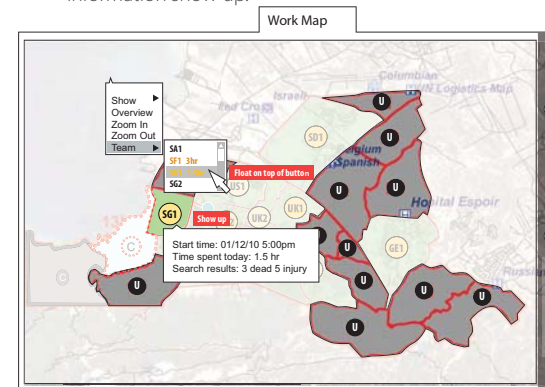 Work Map
Columbian
UN Logistics Map
Israeli
Red Cross
Show
Overview
Zoom In
Zoom Out
Team
SA1
SF1 3hr
SG2
Float on top of button
SD1
U
U
Spanish
U
U
US1
UK2
UK1
U
Hopital Espoir
SG1
Show up
C
U
U
GE1
Start time: 01/12/10 5:00pm
Time spent today: 1.5 hr
Search results: 3 dead 5 injury
U
U
U
U
U